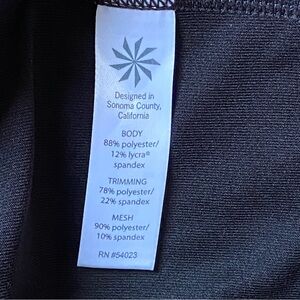 Designed in
Sonoma County,
California
BODY
88% polyester/
12% lycra®
spandex
TRIMMING
78% polyester/
22% spandex
MESH
90% polyester/
10% spandex
RN #54023